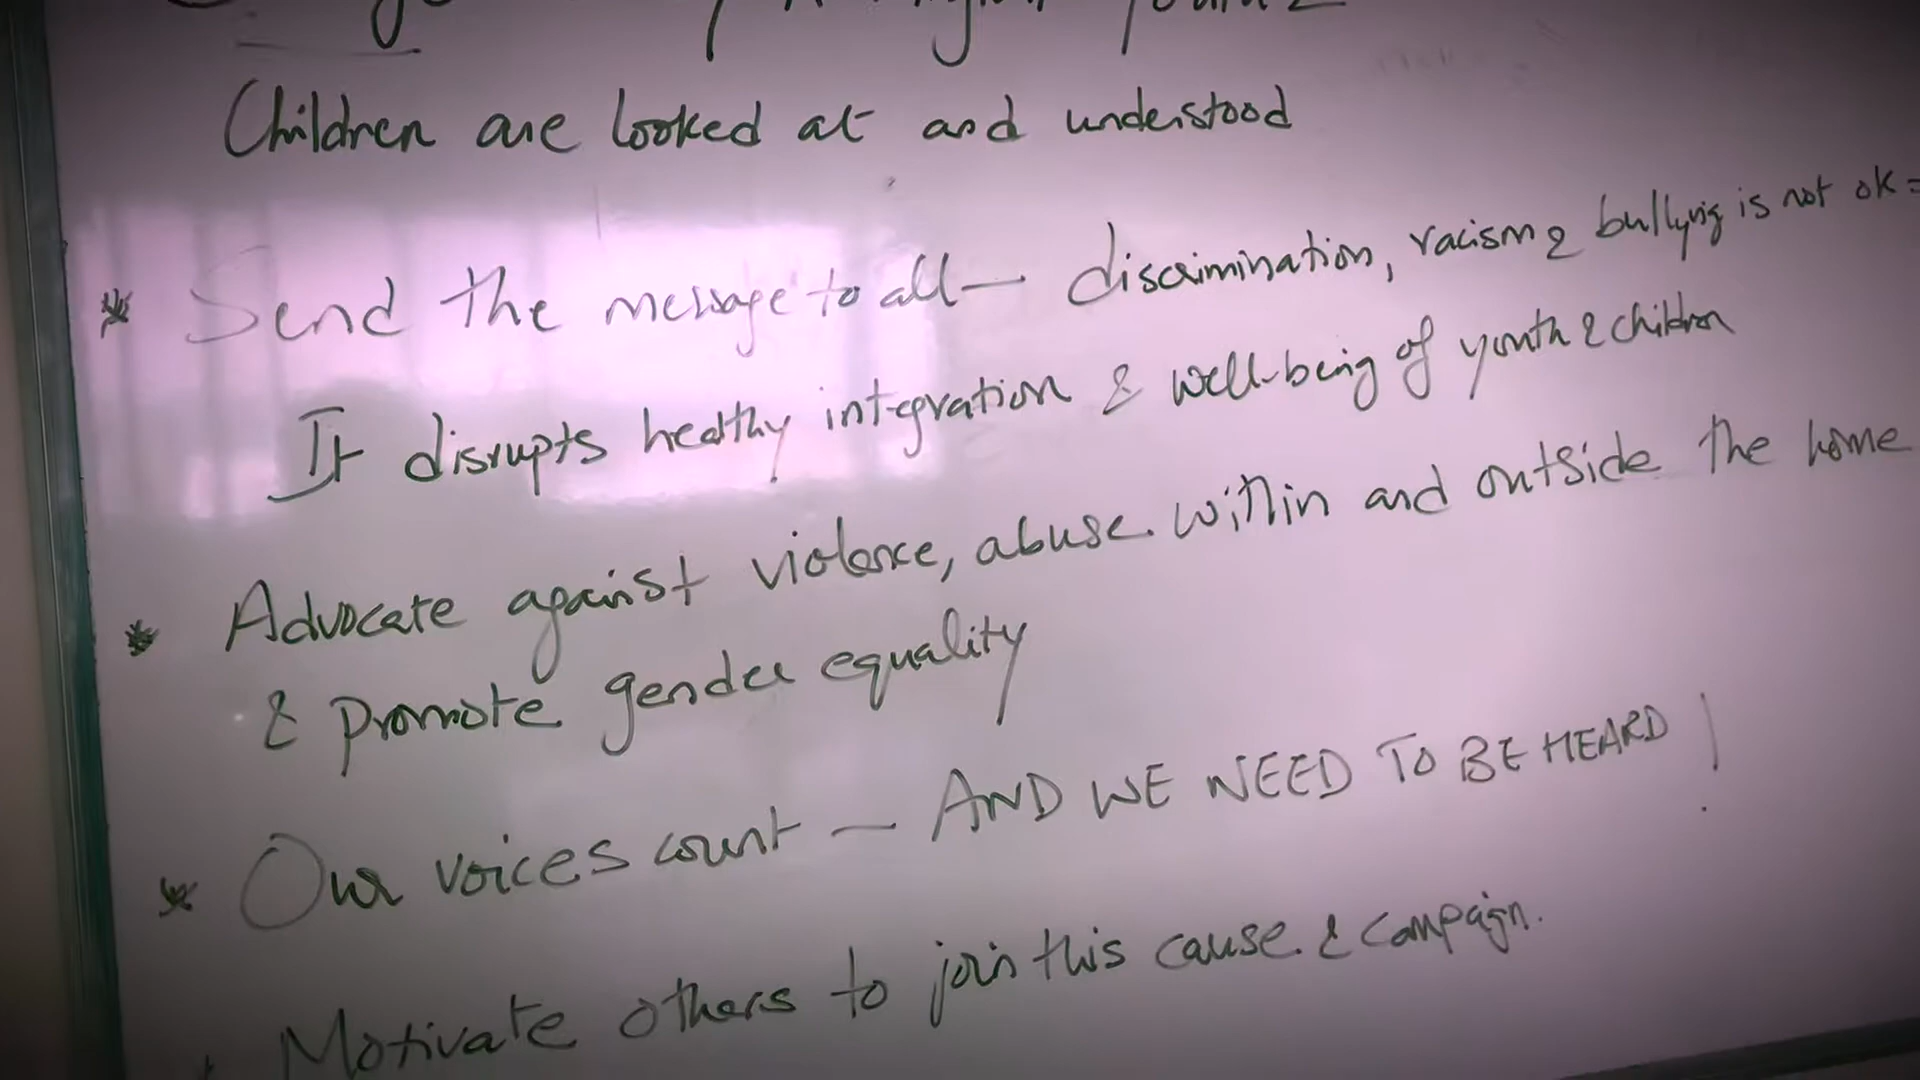 Children are looked at and understood
* Send the message to all — discrimination, racism & bullying is not ok =
It disrupts healthy integration & well-being of youth & children
* Advocate against violence, abuse within and outside the home
& promote gender equality
* Our voices count — AND WE NEED TO BE HEARD!
Motivate others to join this cause & campaign.